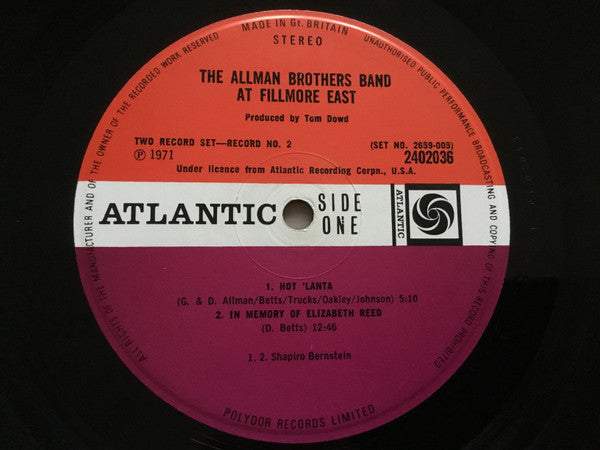 MADE IN Gt. BRITAIN
STEREO
ALL RIGHTS OF THE MANUFACTURER AND OF THE OWNER OF THE RECORDED WORK RESERVED
UNAUTHORISED PUBLIC PERFORMANCE BROADCASTING AND COPYING OF THIS RECORD PROHIBITED
THE ALLMAN BROTHERS BAND
AT FILLMORE EAST
Produced by Tom Dowd
TWO RECORD SET—RECORD NO. 2 (SET NO. 2659-005)
℗ 1971 2402036
Under licence from Atlantic Recording Corpn., U.S.A.
ATLANTIC SIDE ONE ATLANTIC
1. HOT 'LANTA
(G. & D. Allman/Betts/Trucks/Oakley/Johnson) 5:10
2. IN MEMORY OF ELIZABETH REED
(D. Betts) 12:46
1, 2. Shapiro Bernstein
POLYDOR RECORDS LIMITED